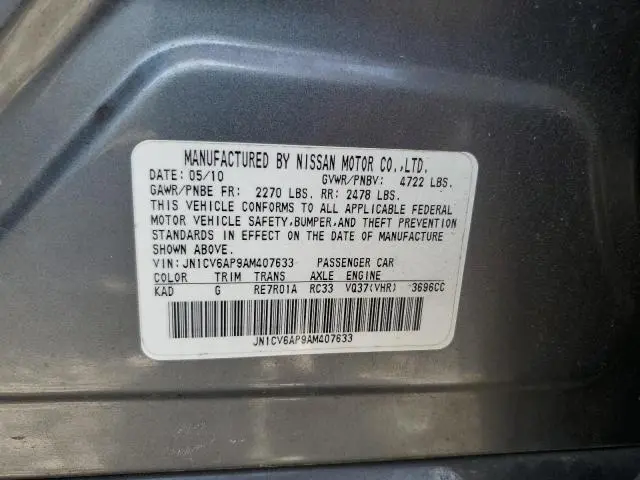 MANUFACTURED BY NISSAN MOTOR CO.,LTD.
DATE: 05/10 GVWR/PNBV: 4722 LBS.
GAWR/PNBE FR: 2270 LBS. RR: 2478 LBS.
THIS VEHICLE CONFORMS TO ALL APPLICABLE FEDERAL
MOTOR VEHICLE SAFETY,BUMPER,AND THEFT PREVENTION
STANDARDS IN EFFECT ON THE DATE OF MANUFACTURE
SHOWN ABOVE.
VIN: JN1CV6AP9AM407633 PASSENGER CAR
COLOR TRIM TRANS AXLE ENGINE
KAD G RE7R01A RC33 VQ37(VHR) 3696CC
JN1CV6AP9AM407633